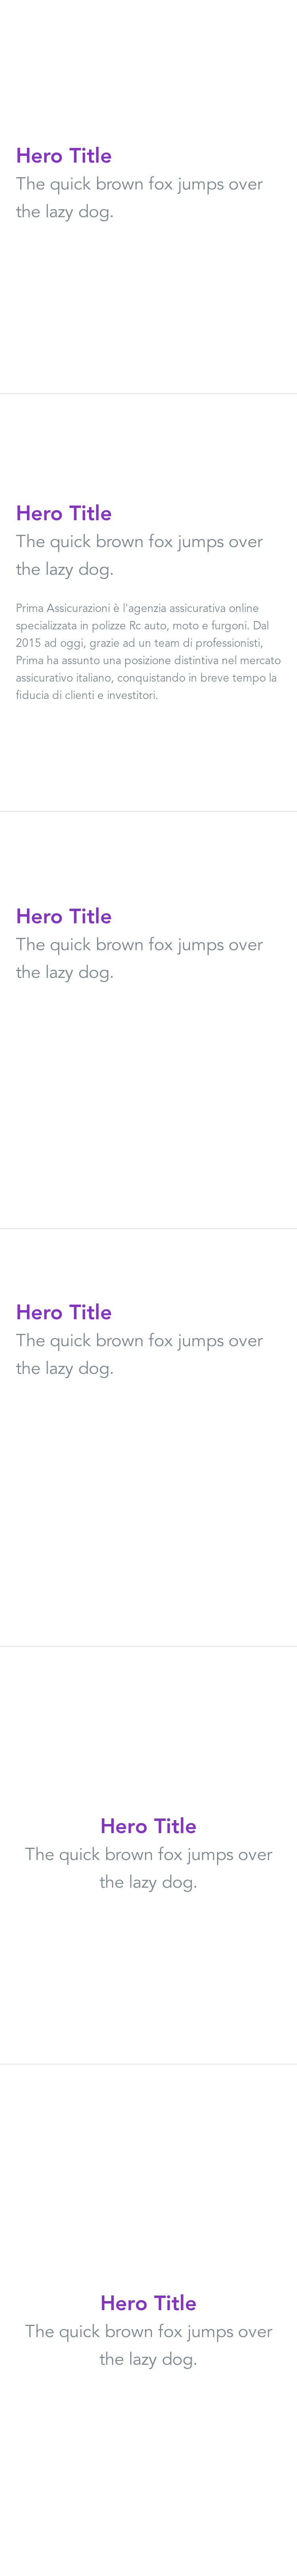 Hero Title
The quick brown fox jumps over
the lazy dog.
Hero Title
The quick brown fox jumps over
the lazy dog.
Prima Assicurazioni è l'agenzia assicurativa online
specializzata in polizze Rc auto, moto e furgoni. Dal
2015 ad oggi, grazie ad un team di professionisti,
Prima ha assunto una posizione distintiva nel mercato
assicurativo italiano, conquistando in breve tempo la
fiducia di clienti e investitori.
Hero Title
The quick brown fox jumps over
the lazy dog.
Hero Title
The quick brown fox jumps over
the lazy dog.
Hero Title
The quick brown fox jumps over
the lazy dog.
Hero Title
The quick brown fox jumps over
the lazy dog.